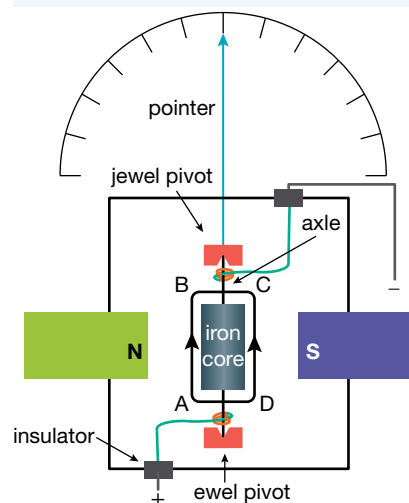 pointer
jewel pivot
axle
B
C
–
N
iron
core
S
A
D
insulator
+
ewel pivot